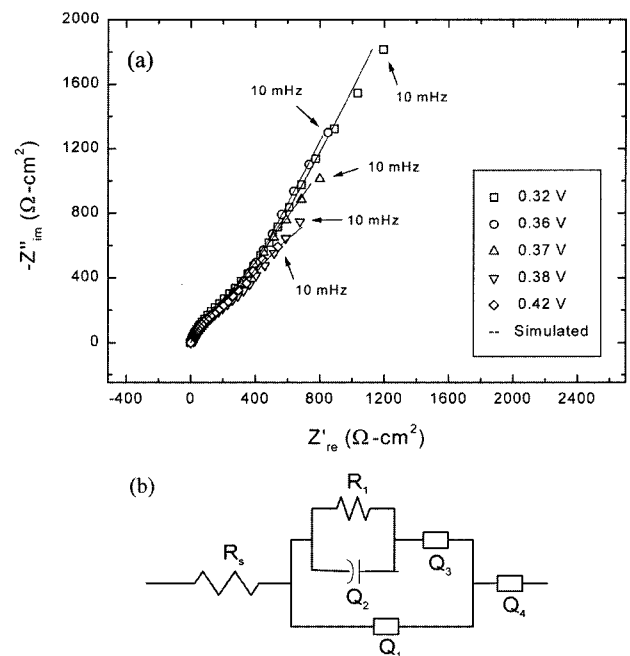 (a)
2000
1600
1200
800
400
0
-Z''im (Ω-cm²)
10 mHz
10 mHz
10 mHz
10 mHz
10 mHz
0.32 V
0.36 V
0.37 V
0.38 V
0.42 V
Simulated
-400 0 400 800 1200 1600 2000 2400
Z're (Ω-cm²)
(b)
R1
Rs
Q3
Q2
Q4
Q1